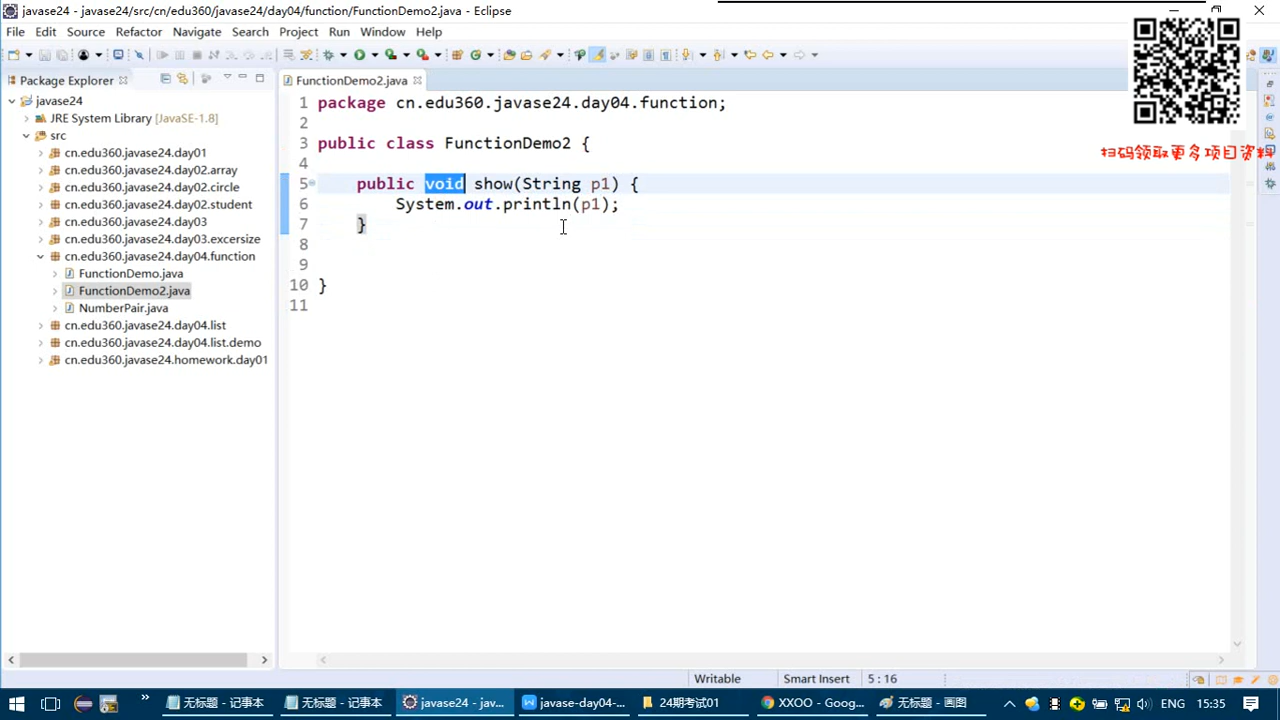 javase24 - javase24/src/cn/edu360/javase24/day04/function/FunctionDemo2.java - Eclipse
File Edit Source Refactor Navigate Search Project Run Window Help
Package Explorer
FunctionDemo2.java
javase24
JRE System Library [JavaSE-1.8]
src
cn.edu360.javase24.day01
cn.edu360.javase24.day02.array
cn.edu360.javase24.day02.circle
cn.edu360.javase24.day02.student
cn.edu360.javase24.day03
cn.edu360.javase24.day03.excersize
cn.edu360.javase24.day04.function
FunctionDemo.java
FunctionDemo2.java
NumberPair.java
cn.edu360.javase24.day04.list
cn.edu360.javase24.day04.list.demo
cn.edu360.javase24.homework.day01
1 package cn.edu360.javase24.day04.function;
2
3 public class FunctionDemo2 {
4
5 public void show(String p1) {
6 System.out.println(p1);
7 }
8
9
10 }
11
扫码领取更多项目资料
Writable Smart Insert 5 : 16
无标题 - 记事本 无标题 - 记事本 javase24 - jav... javase-day04-... 24期考试01 XXOO - Goog... 无标题 - 画图 ENG 15:35